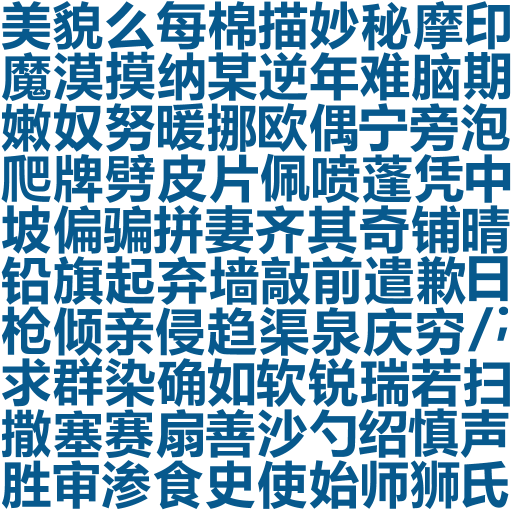 美貌么每棉描妙秘摩印
魔漠摸纳某逆年难脑期
嫩奴努暖挪欧偶宁旁泡
爬牌劈皮片佩喷蓬凭中
坡偏骗拼妻齐其奇铺晴
铅旗起弃墙敲前遣歉日
枪倾亲侵趋渠泉庆穷/;
求群染确如软锐瑞若扫
撒塞赛扇善沙勺绍慎声
胜审渗食史使始师狮氏